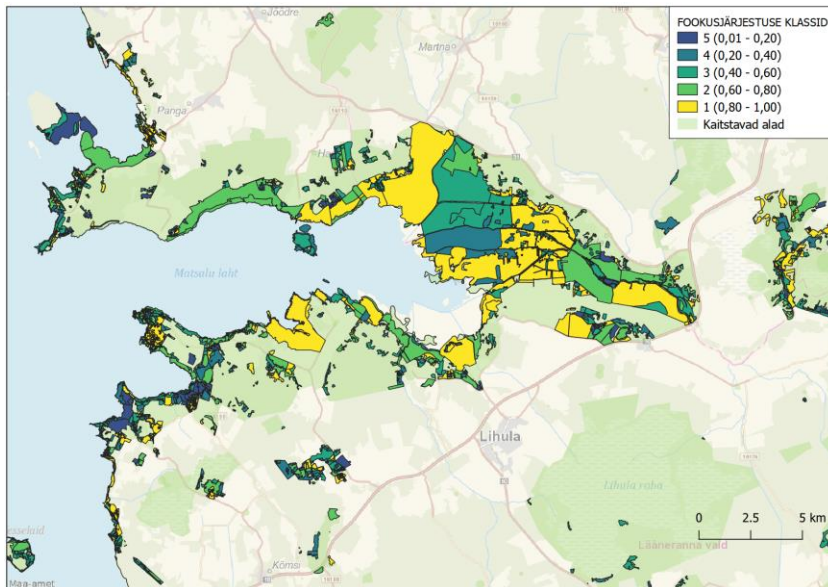 FOOKUSJÄRJESTUSE KLASSID
5 (0,01 - 0,20)
4 (0,20 - 0,40)
3 (0,40 - 0,60)
2 (0,60 - 0,80)
1 (0,80 - 1,00)
Kaitstavad alad
Jõõdre
Martna
Panga
Matsalu laht
Lihula
Lihula raba
0 2.5 5 km
Lääneranna vald
esselaid
Kõmsi
Maa-amet